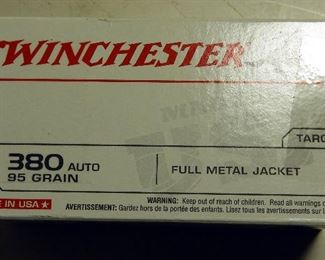 WINCHESTER
TARG
380 AUTO
95 GRAIN
FULL METAL JACKET
E IN USA
WARNING: Keep out of reach of children. Read all warnings o
AVERTISSEMENT: Gardez hors de la portée des enfants. Lisez tous les avertissements sur l